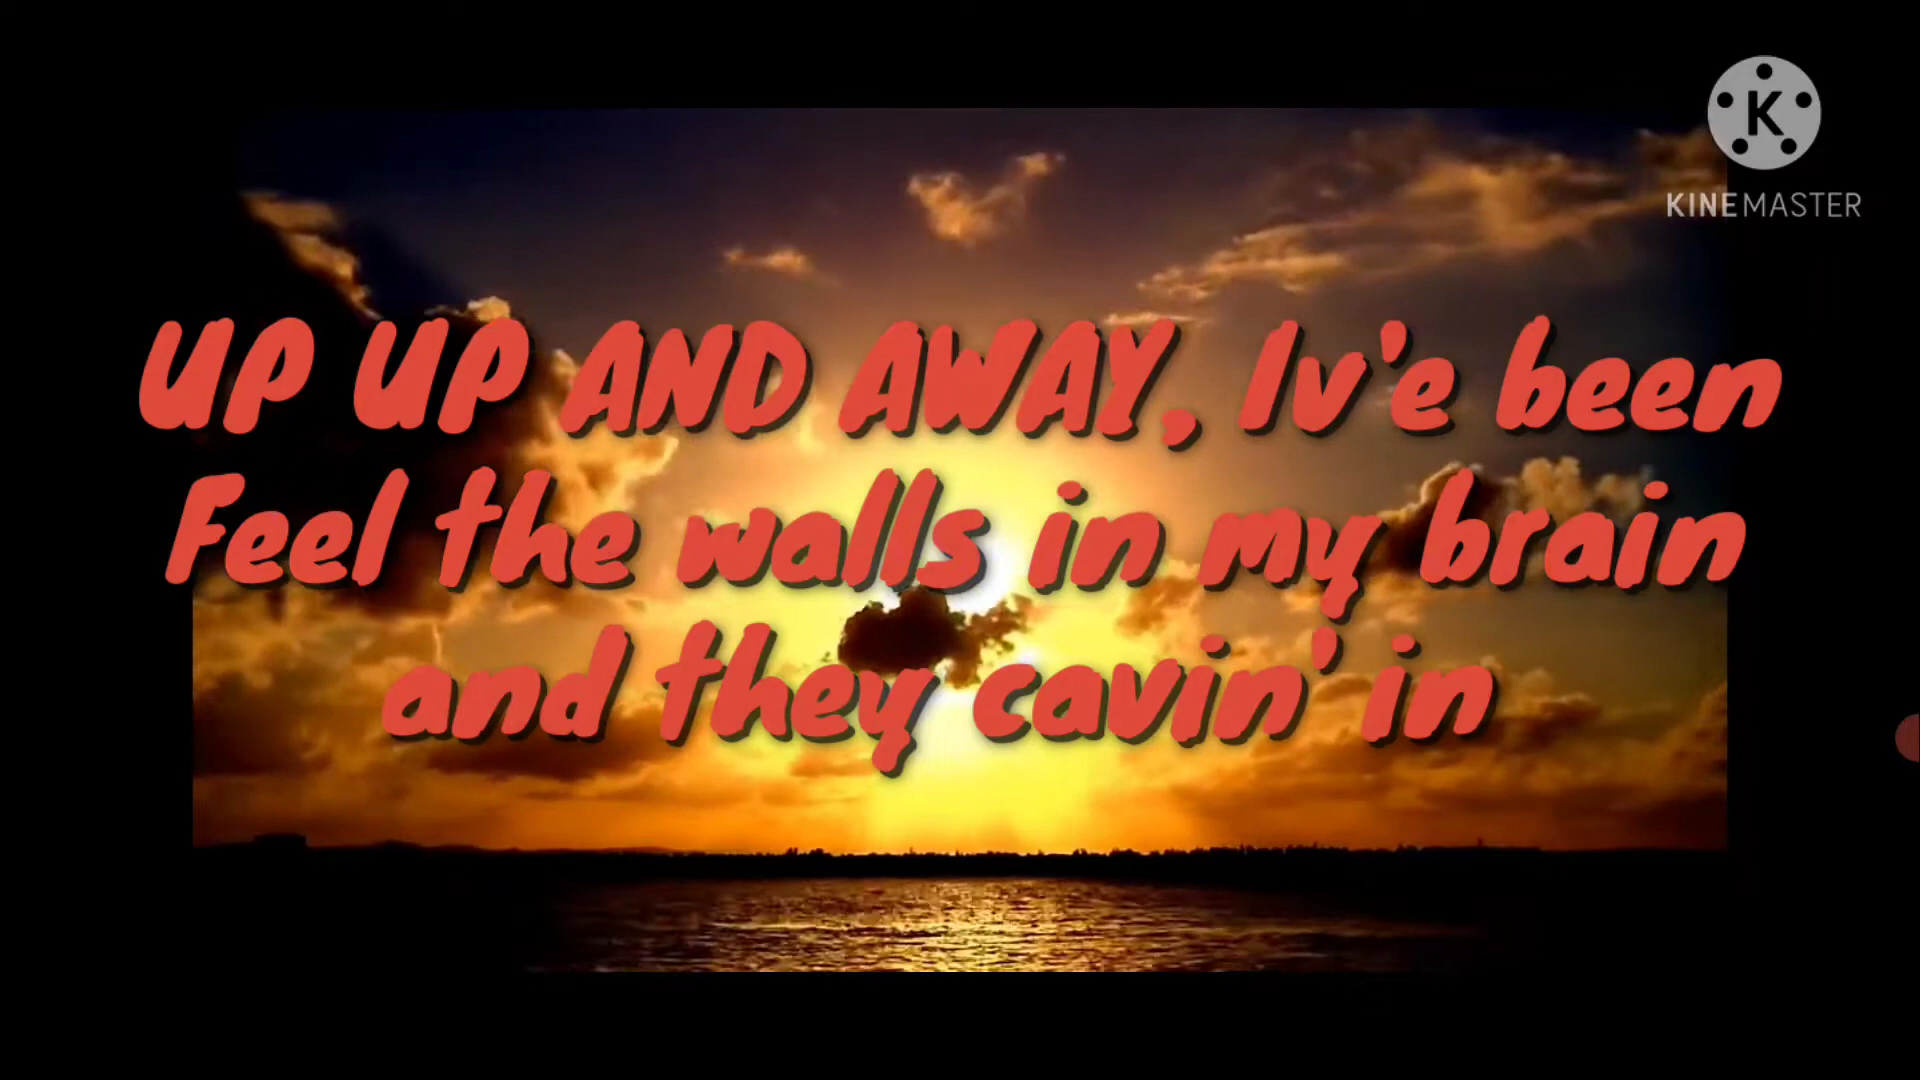 K
KINEMASTER
UP UP AND AWAY, Iv'e been
Feel the walls in my brain
and they cavin' in